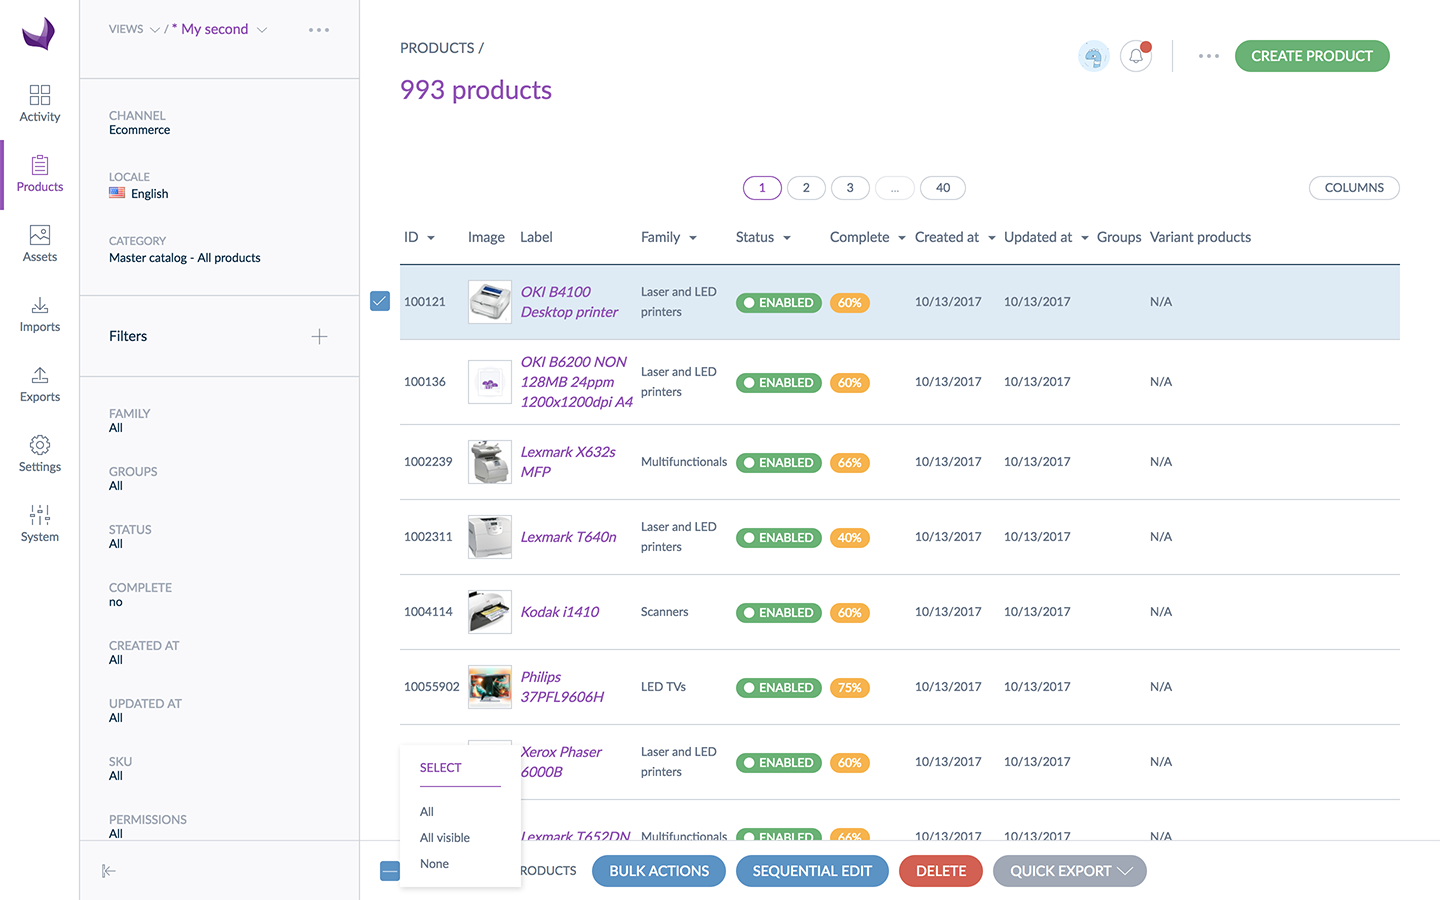 VIEWS / * My second
CHANNEL
Ecommerce
LOCALE
English
CATEGORY
Master catalog - All products
Filters
FAMILY
All
GROUPS
All
STATUS
All
COMPLETE
no
CREATED AT
All
UPDATED AT
All
SKU
All
PERMISSIONS
All
Activity
Products
Assets
Imports
Exports
Settings
System
PRODUCTS /
993 products
CREATE PRODUCT
1 2 3 ... 40
COLUMNS
ID Image Label Family Status Complete Created at Updated at Groups Variant products
100121 OKI B4100 Desktop printer Laser and LED printers ENABLED 60% 10/13/2017 10/13/2017 N/A
100136 OKI B6200 NON 128MB 24ppm 1200x1200dpi A4 Laser and LED printers ENABLED 60% 10/13/2017 10/13/2017 N/A
1002239 Lexmark X632s MFP Multifunctionals ENABLED 66% 10/13/2017 10/13/2017 N/A
1002311 Lexmark T640n Laser and LED printers ENABLED 40% 10/13/2017 10/13/2017 N/A
1004114 Kodak i1410 Scanners ENABLED 60% 10/13/2017 10/13/2017 N/A
10055902 Philips 37PFL9606H LED TVs ENABLED 75% 10/13/2017 10/13/2017 N/A
Xerox Phaser 6000B Laser and LED printers ENABLED 60% 10/13/2017 10/13/2017 N/A
Lexmark T652DN Multifunctionals ENABLED 66% 10/13/2017 10/13/2017 N/A
SELECT
All
All visible
None
RODUCTS
BULK ACTIONS
SEQUENTIAL EDIT
DELETE
QUICK EXPORT